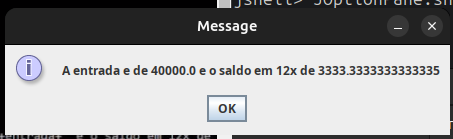 jshell> JOptionPane.sh
Message
A entrada e de 40000.0 e o saldo em 12x de 3333.3333333333335
OK
entrada+ e o saldo em 12x de